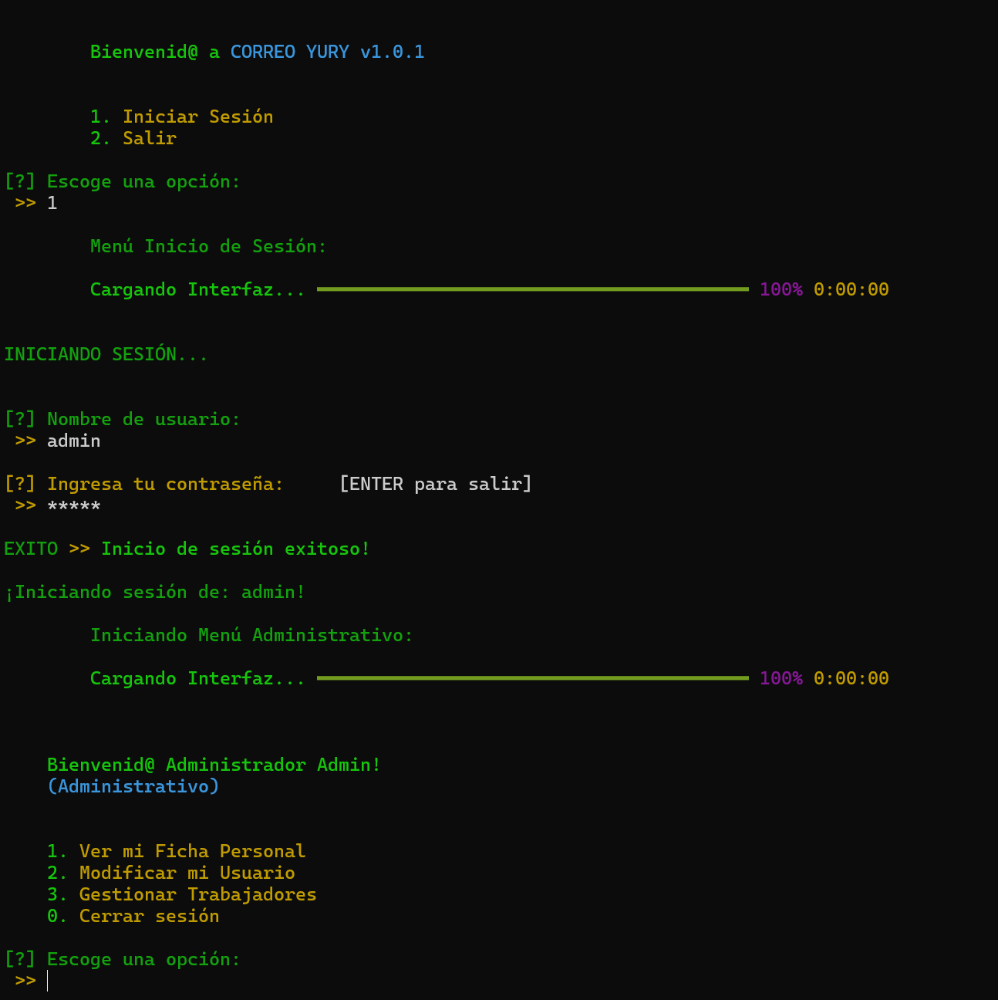 Bienvenid@ a CORREO YURY v1.0.1
1. Iniciar Sesión
2. Salir
[?] Escoge una opción:
>> 1
Menú Inicio de Sesión:
Cargando Interfaz... 100% 0:00:00
INICIANDO SESIÓN...
[?] Nombre de usuario:
>> admin
[?] Ingresa tu contraseña: [ENTER para salir]
>> *****
EXITO >> Inicio de sesión exitoso!
¡Iniciando sesión de: admin!
Iniciando Menú Administrativo:
Cargando Interfaz... 100% 0:00:00
Bienvenid@ Administrador Admin!
(Administrativo)
1. Ver mi Ficha Personal
2. Modificar mi Usuario
3. Gestionar Trabajadores
0. Cerrar sesión
[?] Escoge una opción:
>>